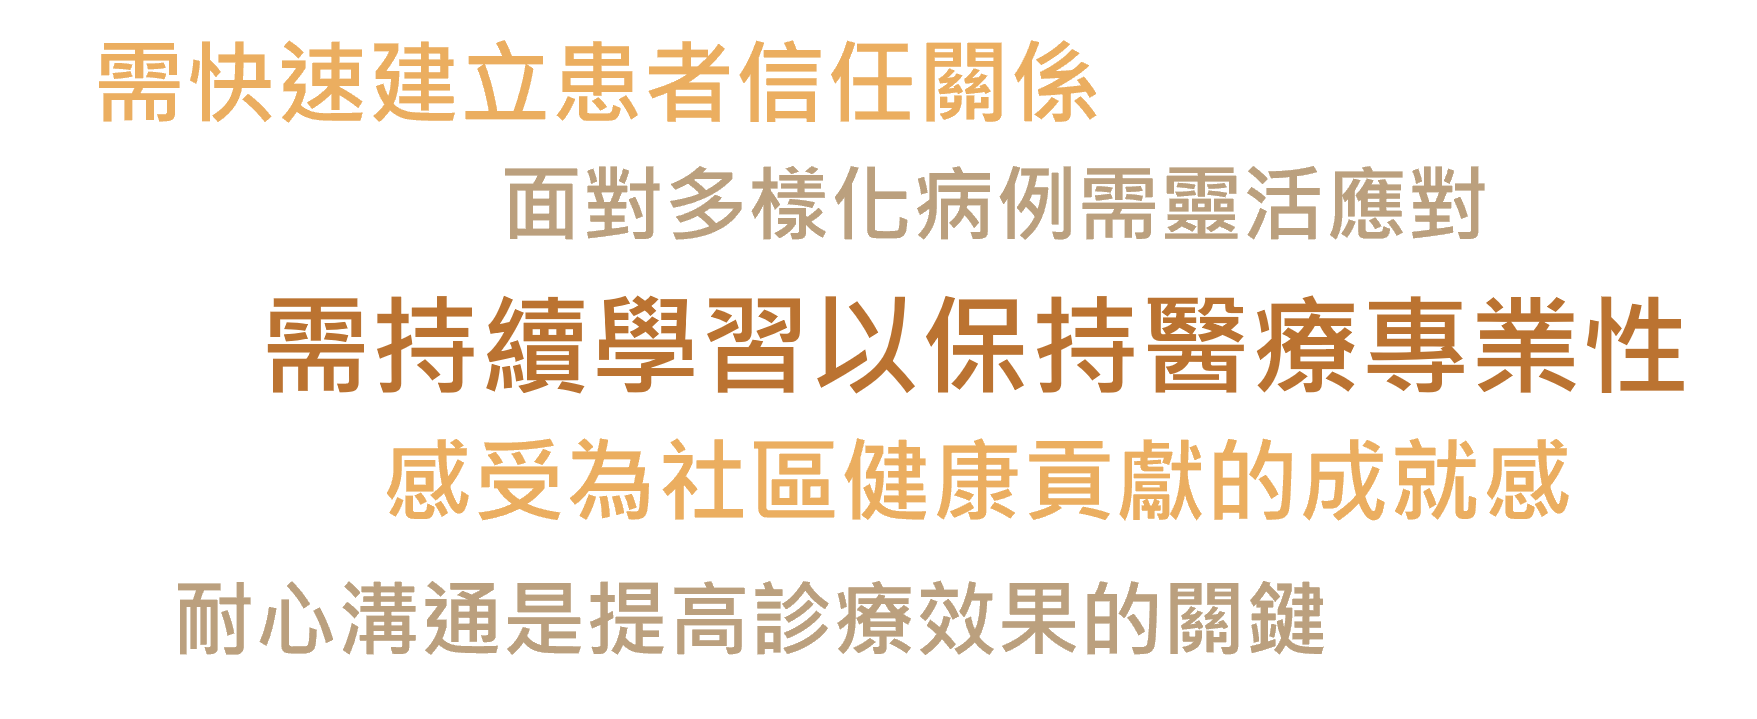 需快速建立患者信任關係
面對多樣化病例需靈活應對
需持續學習以保持醫療專業性
感受為社區健康貢獻的成就感
耐心溝通是提高診療效果的關鍵